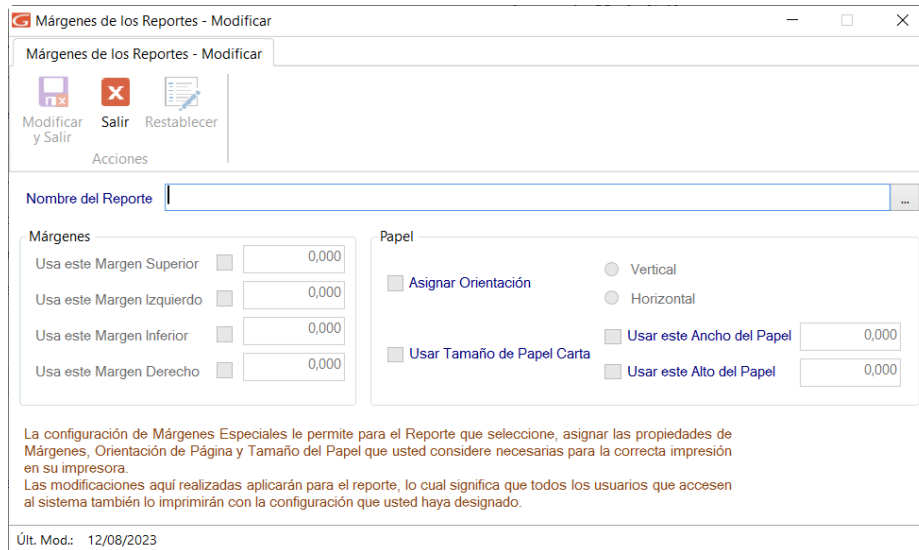 Márgenes de los Reportes - Modificar
Márgenes de los Reportes - Modificar
Modificar y Salir
Salir
Restablecer
Acciones
Nombre del Reporte
...
Márgenes
Usa este Margen Superior 0,000
Usa este Margen Izquierdo 0,000
Usa este Margen Inferior 0,000
Usa este Margen Derecho 0,000
Papel
Asignar Orientación
Vertical
Horizontal
Usar Tamaño de Papel Carta
Usar este Ancho del Papel 0,000
Usar este Alto del Papel 0,000
La configuración de Márgenes Especiales le permite para el Reporte que seleccione, asignar las propiedades de
Márgenes, Orientación de Página y Tamaño del Papel que usted considere necesarias para la correcta impresión
en su impresora.
Las modificaciones aquí realizadas aplicarán para el reporte, lo cual significa que todos los usuarios que accesen
al sistema también lo imprimirán con la configuración que usted haya designado.
Últ. Mod.: 12/08/2023